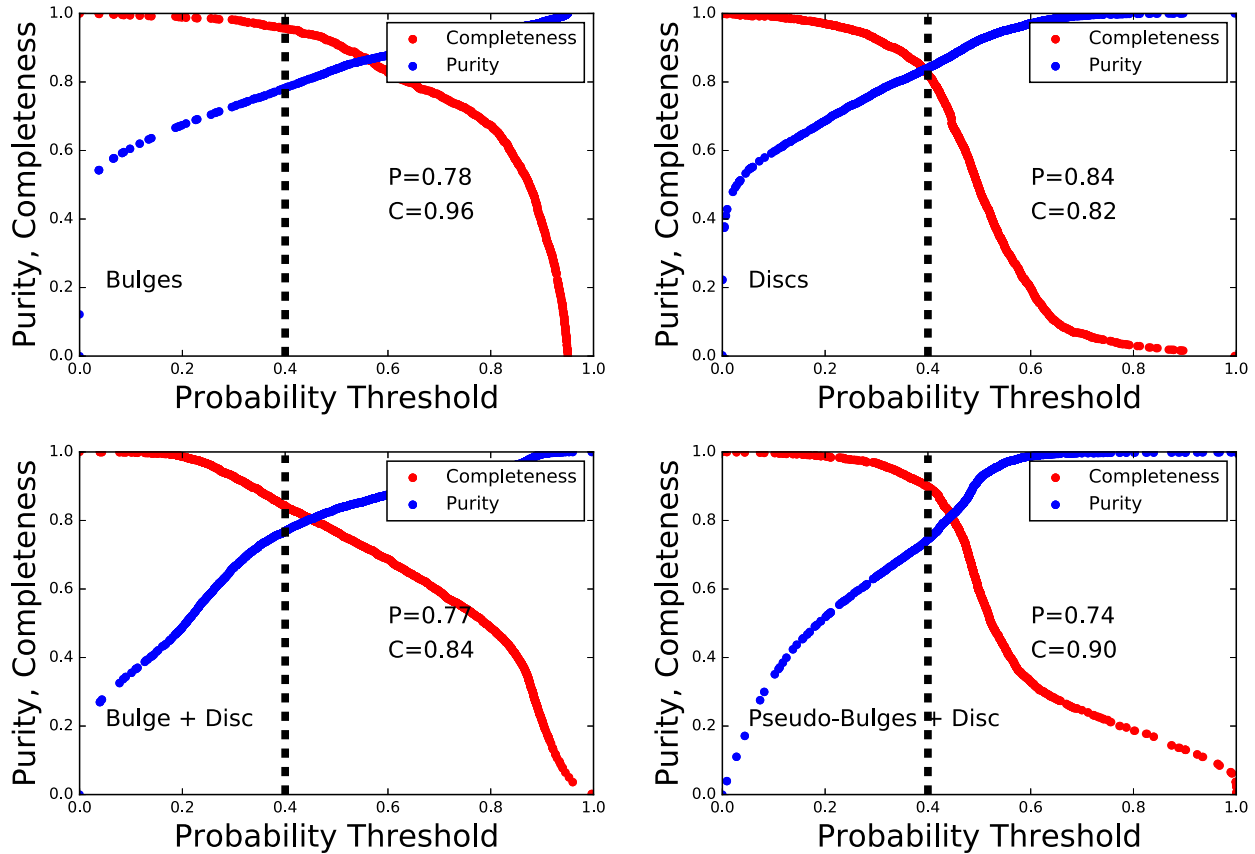 1.0
0.8
0.6
0.4
0.2
0.0
0.0 0.2 0.4 0.6 0.8 1.0
Purity, Completeness
Probability Threshold
Completeness
Purity
P=0.78
C=0.96
Bulges
1.0
0.8
0.6
0.4
0.2
0.0
0.0 0.2 0.4 0.6 0.8 1.0
Purity, Completeness
Probability Threshold
Completeness
Purity
P=0.84
C=0.82
Discs
1.0
0.8
0.6
0.4
0.2
0.0
0.0 0.2 0.4 0.6 0.8 1.0
Purity, Completeness
Probability Threshold
Completeness
Purity
P=0.77
C=0.84
Bulge + Disc
1.0
0.8
0.6
0.4
0.2
0.0
0.0 0.2 0.4 0.6 0.8 1.0
Purity, Completeness
Probability Threshold
Completeness
Purity
P=0.74
C=0.90
Pseudo-Bulges + Disc